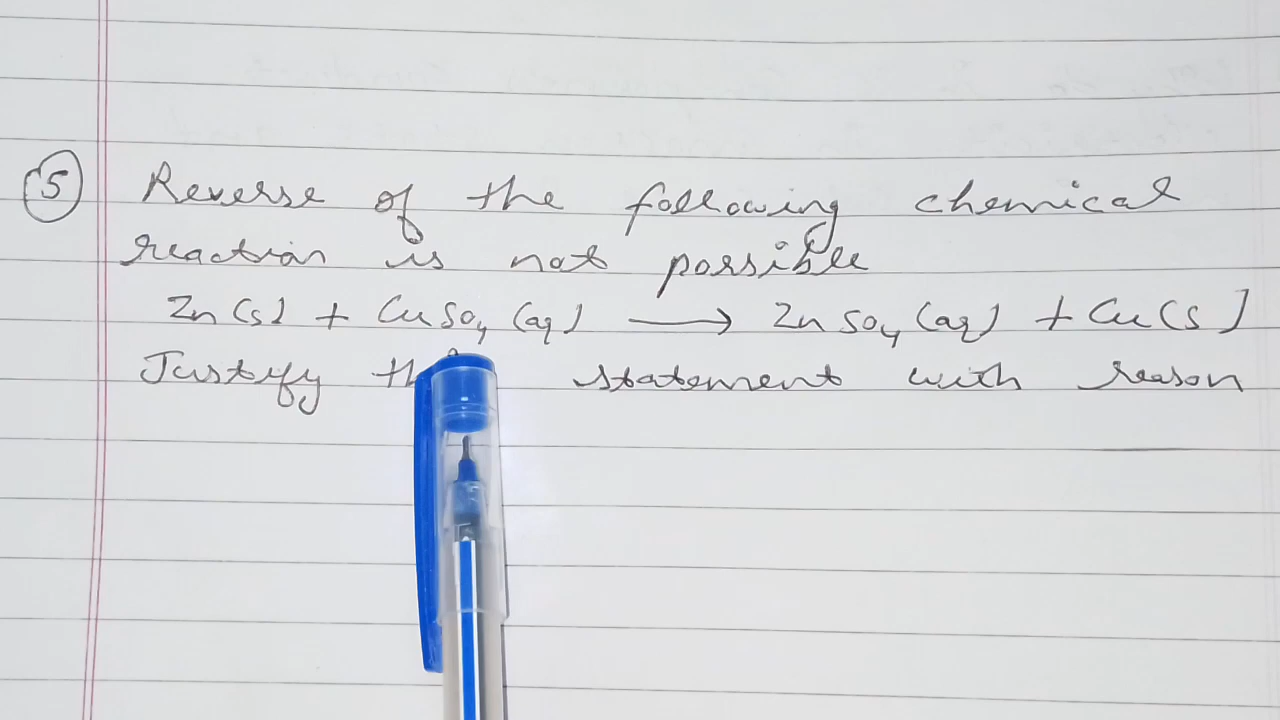 5 Reverse of the following chemical
reaction is not possible
Zn(s) + CuSO4 (aq) → ZnSO4 (aq) + Cu(s)
Justify statement with reason